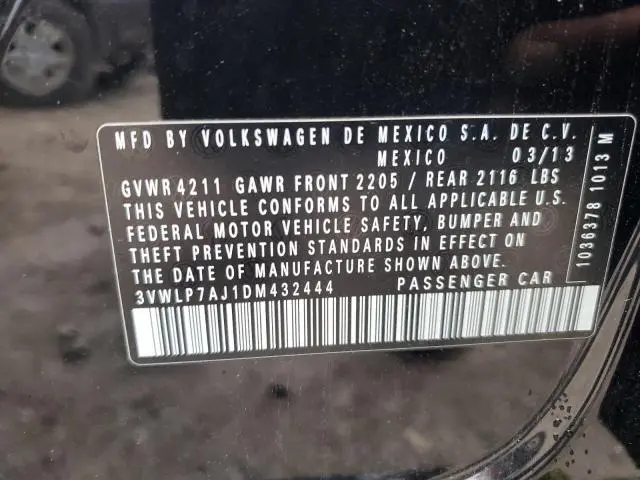 MFD BY VOLKSWAGEN DE MEXICO S.A. DE C.V.
MEXICO 03/13
GVWR 4211 GAWR FRONT 2205 / REAR 2116 LBS
THIS VEHICLE CONFORMS TO ALL APPLICABLE U.S.
FEDERAL MOTOR VEHICLE SAFETY, BUMPER AND
THEFT PREVENTION STANDARDS IN EFFECT ON
THE DATE OF MANUFACTURE SHOWN ABOVE.
3VWLP7AJ1DM432444 PASSENGER CAR
1036378 1013 M